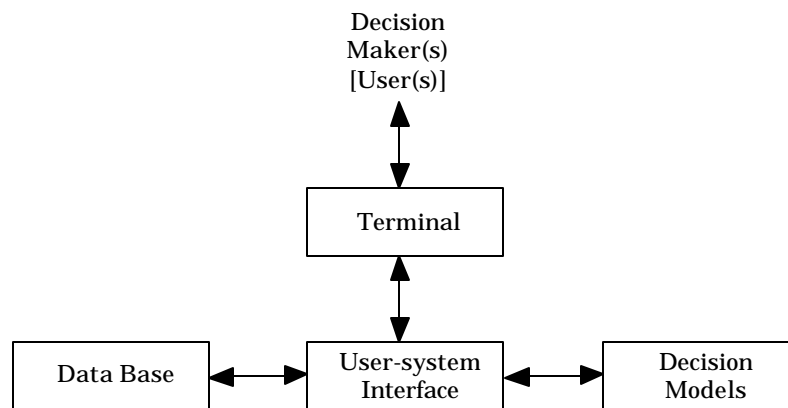 Decision
Maker(s)
[User(s)]
Terminal
Data Base
User-system
Interface
Decision
Models